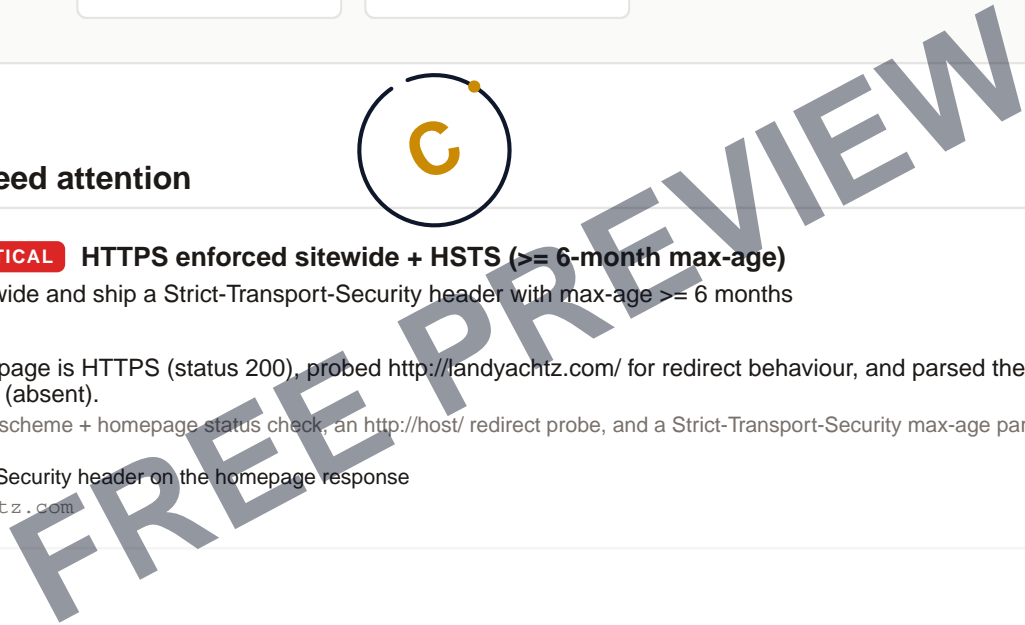 C
eed attention
TICAL HTTPS enforced sitewide + HSTS (>= 6-month max-age)
wide and ship a Strict-Transport-Security header with max-age >= 6 months
page is HTTPS (status 200), probed http://landyachtz.com/ for redirect behaviour, and parsed the
(absent).
scheme + homepage status check, an http://host/ redirect probe, and a Strict-Transport-Security max-age par
Security header on the homepage response
tz.com
FREE PREVIEW